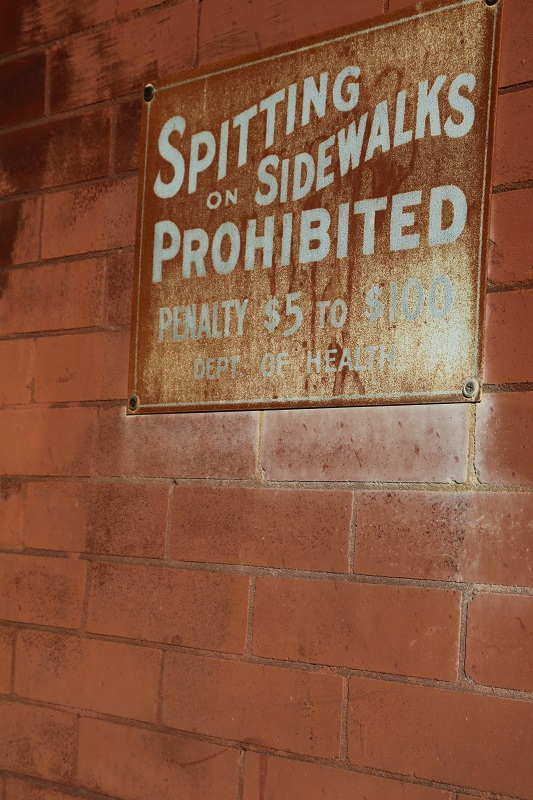 SPITTING
ON SIDEWALKS
PROHIBITED
PENALTY $5 TO $100
DEPT. OF HEALTH